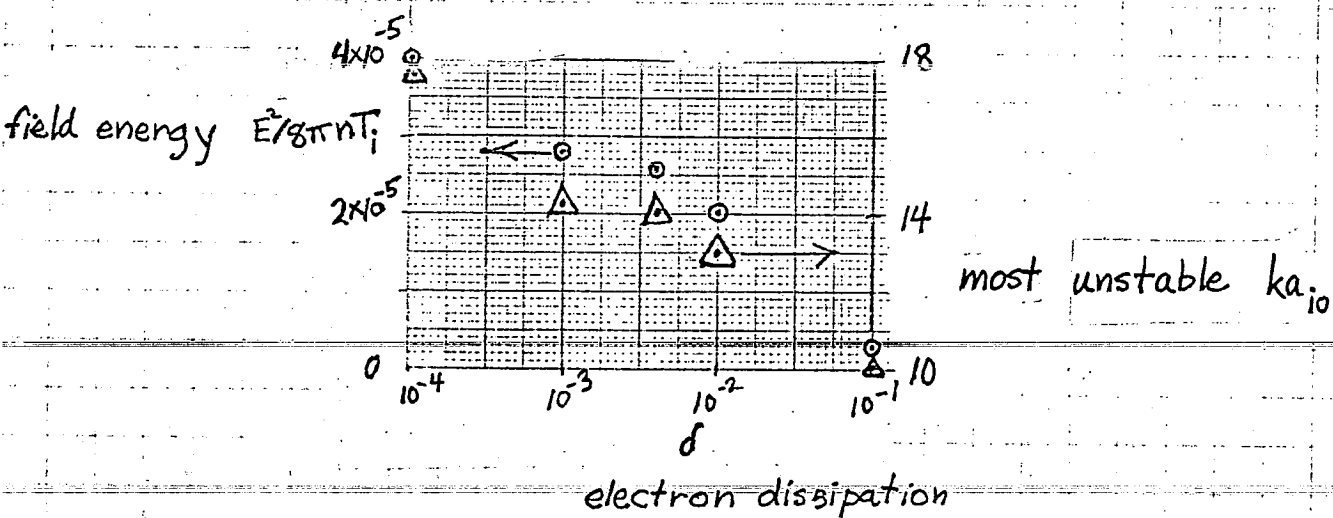 4x10⁻⁵
18
field energy E²/8πnTᵢ
2x10⁻⁵
14
most unstable kaᵢ₀
0
10
10⁻⁴ 10⁻³ 10⁻² 10⁻¹
δ
electron dissipation